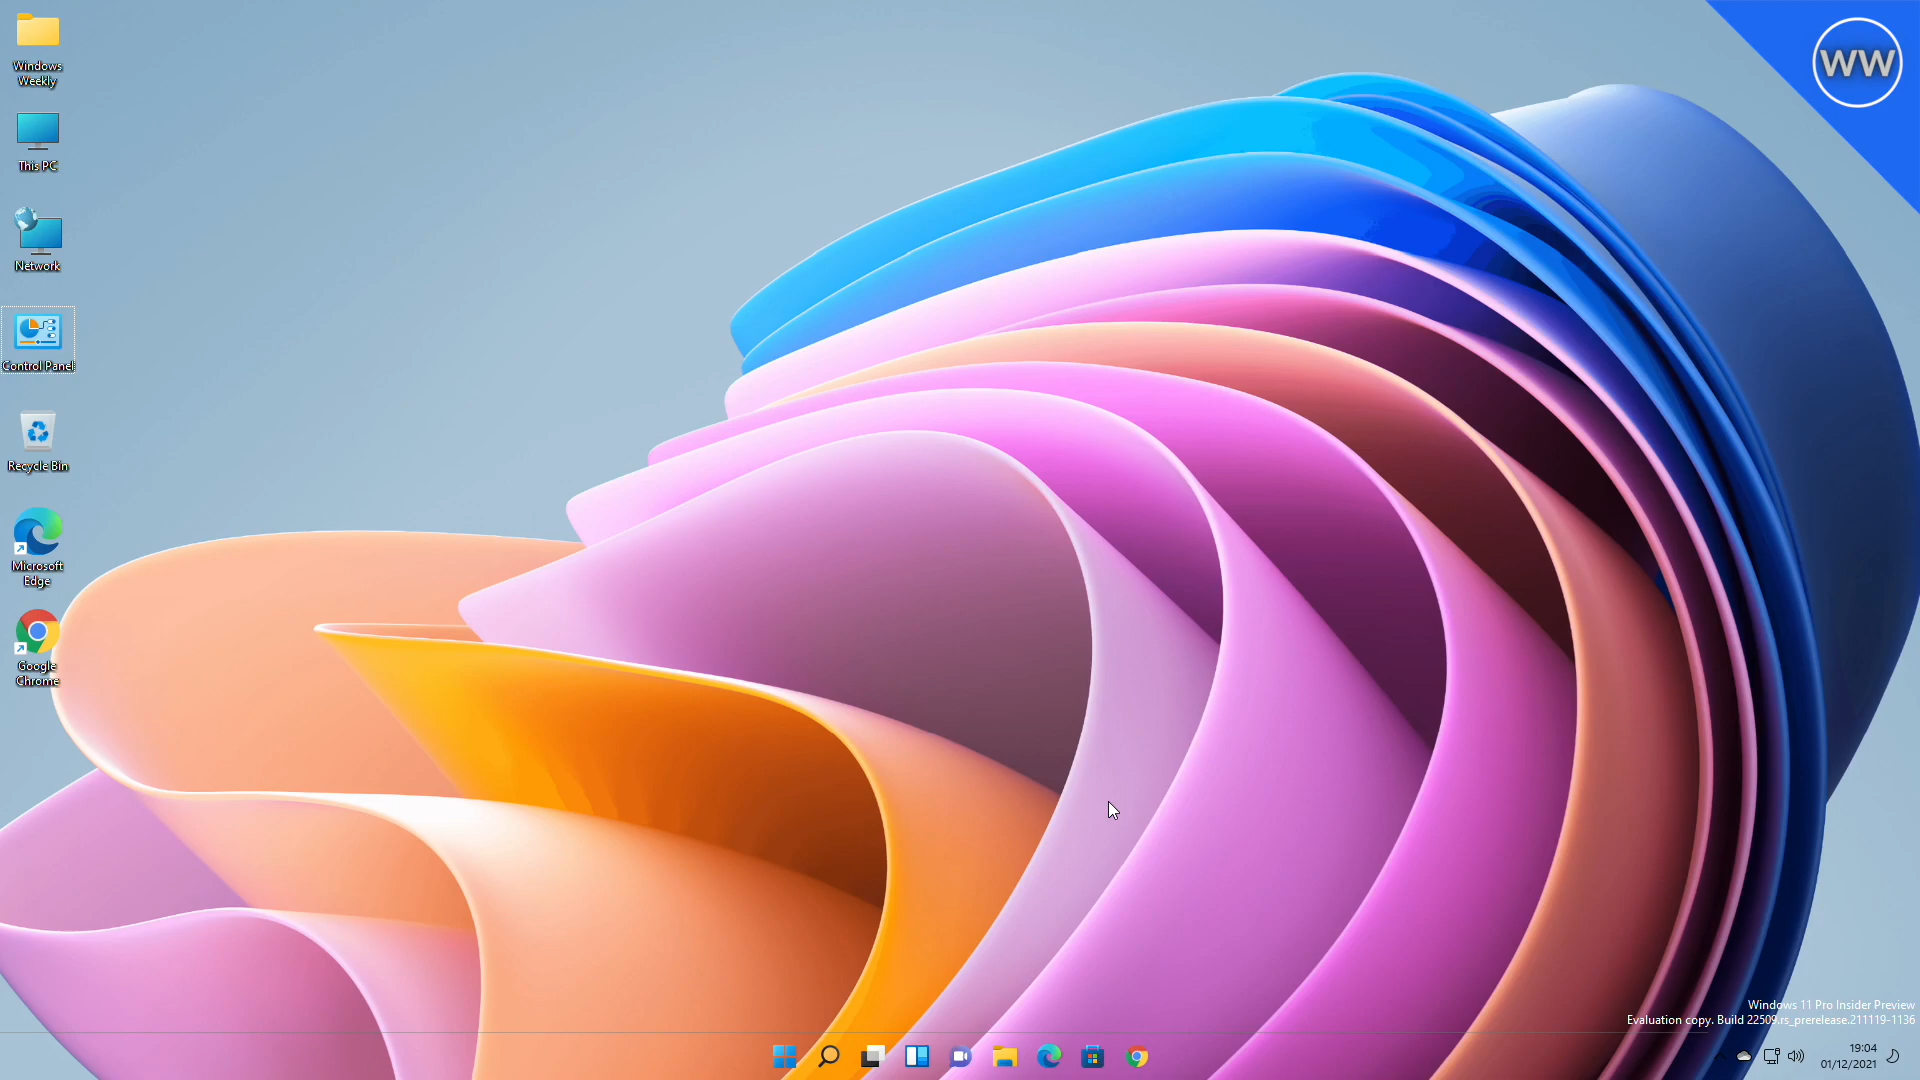 Windows
Weekly
This PC
Network
Control Panel
Recycle Bin
Microsoft
Edge
Google
Chrome
WW
Windows 11 Pro Insider Preview
Evaluation copy. Build 22509.rs_prerelease.211119-1136
19:04
01/12/2021